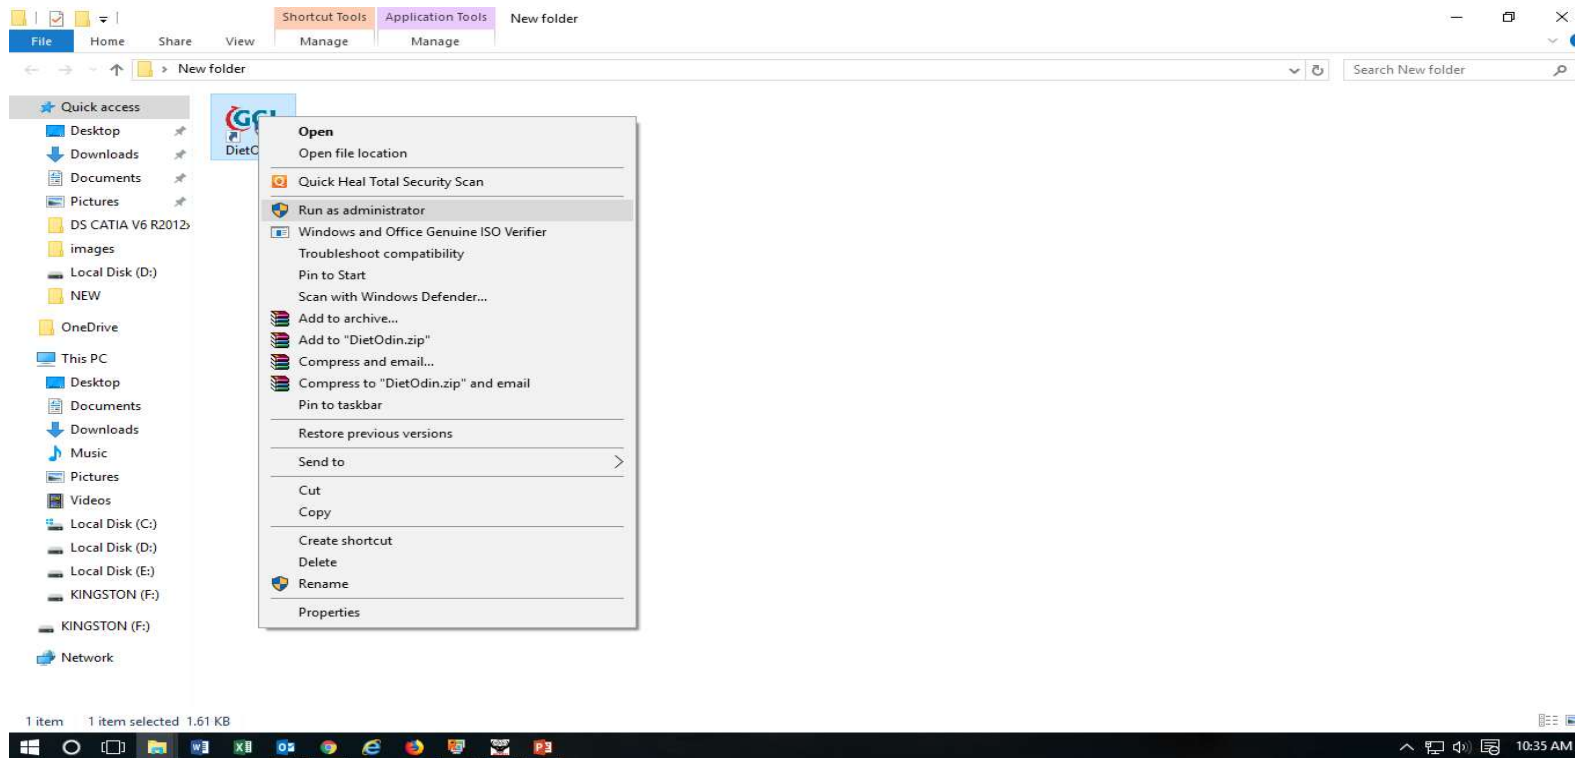 Shortcut Tools Application Tools New folder
File Home Share View Manage Manage
New folder
Search New folder
Quick access
Desktop
Downloads
Documents
Pictures
DS CATIA V6 R2012x
images
Local Disk (D:)
NEW
OneDrive
This PC
Desktop
Documents
Downloads
Music
Pictures
Videos
Local Disk (C:)
Local Disk (D:)
Local Disk (E:)
KINGSTON (F:)
KINGSTON (F:)
Network
Open
Open file location
Quick Heal Total Security Scan
Run as administrator
Windows and Office Genuine ISO Verifier
Troubleshoot compatibility
Pin to Start
Scan with Windows Defender...
Add to archive...
Add to "DietOdin.zip"
Compress and email...
Compress to "DietOdin.zip" and email
Pin to taskbar
Restore previous versions
Send to
Cut
Copy
Create shortcut
Delete
Rename
Properties
1 item 1 item selected 1.61 KB
10:35 AM